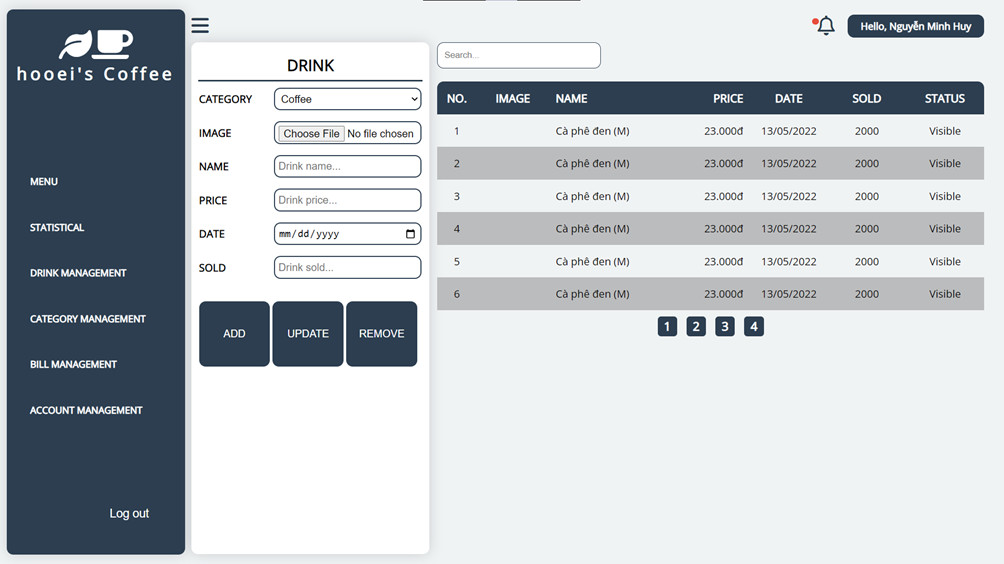 hooei's Coffee
MENU
STATISTICAL
DRINK MANAGEMENT
CATEGORY MANAGEMENT
BILL MANAGEMENT
ACCOUNT MANAGEMENT
Log out
DRINK
CATEGORY Coffee
IMAGE Choose File No file chosen
NAME Drink name...
PRICE Drink price...
DATE mm/dd/yyyy
SOLD Drink sold...
ADD UPDATE REMOVE
Hello, Nguyễn Minh Huy
Search...
NO. IMAGE NAME PRICE DATE SOLD STATUS
1 Cà phê đen (M) 23.000đ 13/05/2022 2000 Visible
2 Cà phê đen (M) 23.000đ 13/05/2022 2000 Visible
3 Cà phê đen (M) 23.000đ 13/05/2022 2000 Visible
4 Cà phê đen (M) 23.000đ 13/05/2022 2000 Visible
5 Cà phê đen (M) 23.000đ 13/05/2022 2000 Visible
6 Cà phê đen (M) 23.000đ 13/05/2022 2000 Visible
1 2 3 4